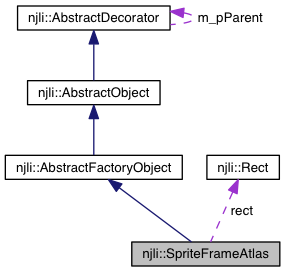 njli::AbstractDecorator
m_pParent
njli::AbstractObject
njli::AbstractFactoryObject
njli::Rect
rect
njli::SpriteFrameAtlas